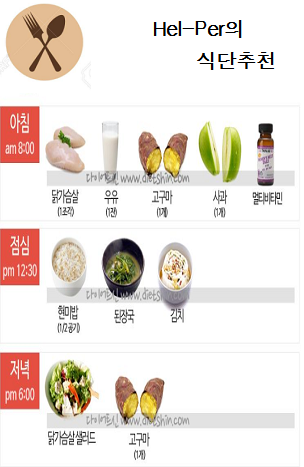 Hel-Per의
식단추천
아침
am 8:00
닭가슴살
(1조각)
우유
(1잔)
고구마
(1개)
사과
(1개)
멀티비타민
다이어트신 www.dietshin.com
점심
pm 12:30
현미밥
(1/2 공기)
된장국
김치
다이어트신 www.dietshin.com
저녁
pm 6:00
닭가슴살 샐러드
고구마
(1개)
다이어트신 www.dietshin.com